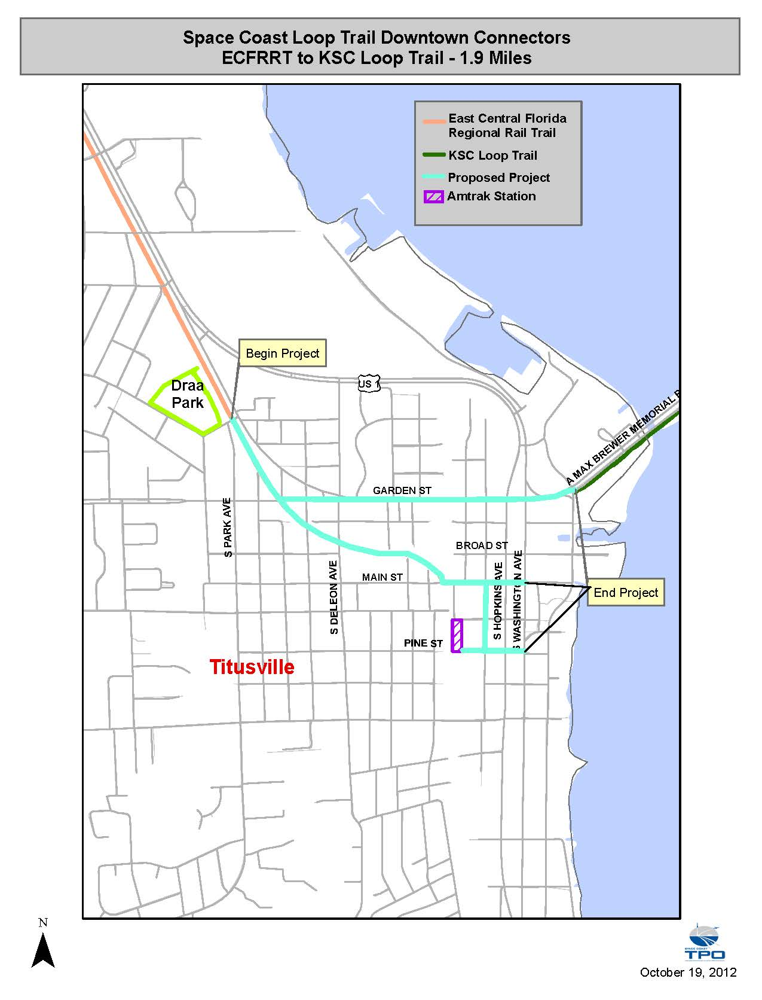 Space Coast Loop Trail Downtown Connectors
ECFRRT to KSC Loop Trail - 1.9 Miles
East Central Florida
Regional Rail Trail
KSC Loop Trail
Proposed Project
Amtrak Station
Begin Project
Draa
Park
US 1
A MAX BREWER MEMORIAL
GARDEN ST
S PARK AVE
BROAD ST
MAIN ST
S DELEON AVE
S HOPKINS AVE
S WASHINGTON AVE
End Project
PINE ST
Titusville
N
SPACE COAST
TPO
October 19, 2012